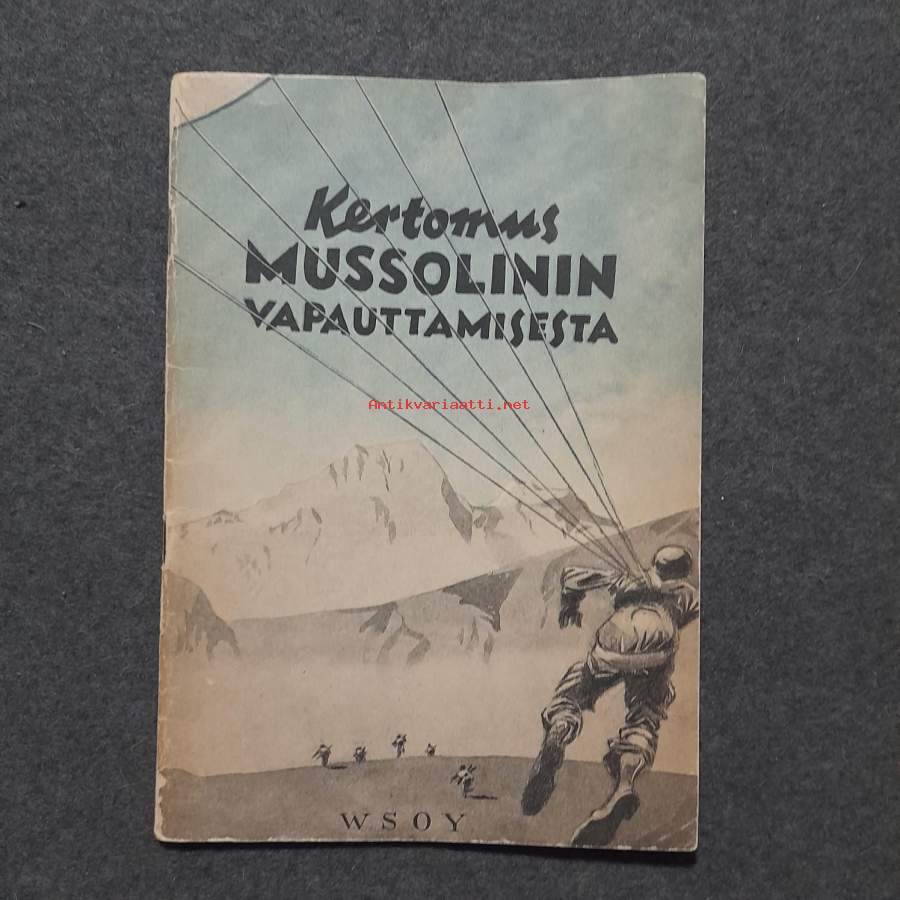 Kertomus
MUSSOLININ
VAPAUTTAMISESTA
Antikvariaatti.net
WSOY